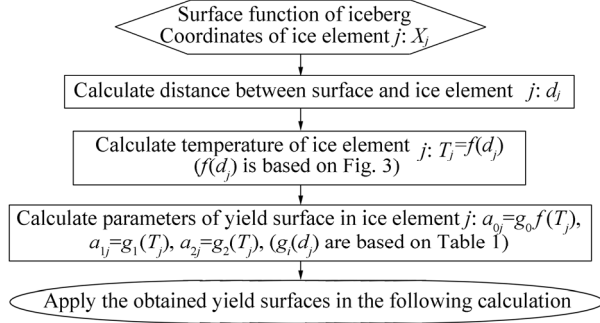 Surface function of iceberg
Coordinates of ice element j: Xj
Calculate distance between surface and ice element j: dj
Calculate temperature of ice element j: Tj=f(dj)
(f(dj) is based on Fig. 3)
Calculate parameters of yield surface in ice element j: a0j=g0f(Tj),
a1j=g1(Tj), a2j=g2(Tj), (gi(dj) are based on Table 1)
Apply the obtained yield surfaces in the following calculation